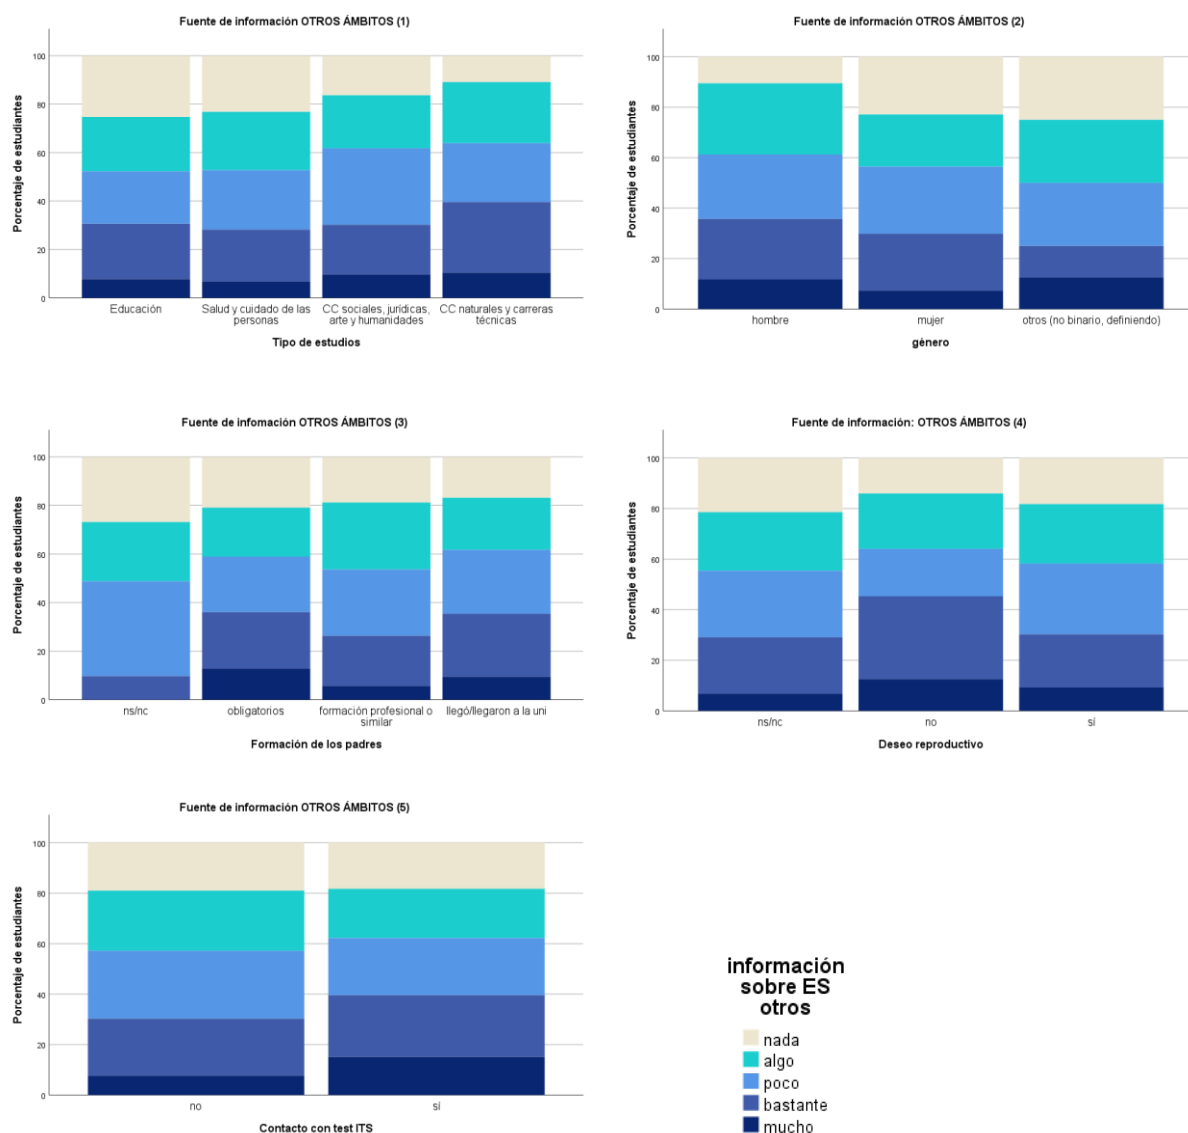 Fuente de información OTROS ÁMBITOS (1)
Porcentaje de estudiantes
100
80
60
40
20
0
Educación
Salud y cuidado de las
personas
CC sociales, jurídicas,
arte y humanidades
CC naturales y carreras
técnicas
Tipo de estudios
Fuente de información OTROS ÁMBITOS (2)
Porcentaje de estudiantes
100
80
60
40
20
0
hombre
mujer
otros (no binario, definiendo)
género
Fuente de infomación OTROS ÁMBITOS (3)
Porcentaje de estudiantes
100
80
60
40
20
0
ns/nc
obligatorios
formación profesional o
similar
llegó/llegaron a la uni
Formación de los padres
Fuente de información: OTROS ÁMBITOS (4)
Porcentaje de estudiantes
100
80
60
40
20
0
ns/nc
no
sí
Deseo reproductivo
Fuente de información OTROS ÁMBITOS (5)
Porcentaje de estudiantes
100
80
60
40
20
0
no
sí
Contacto con test ITS
información
sobre ES
otros
nada
algo
poco
bastante
mucho